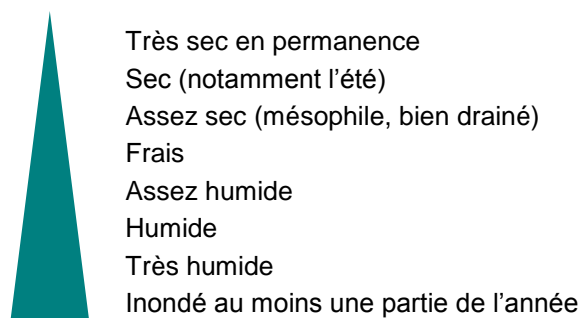 Très sec en permanence
Sec (notamment l’été)
Assez sec (mésophile, bien drainé)
Frais
Assez humide
Humide
Très humide
Inondé au moins une partie de l’année